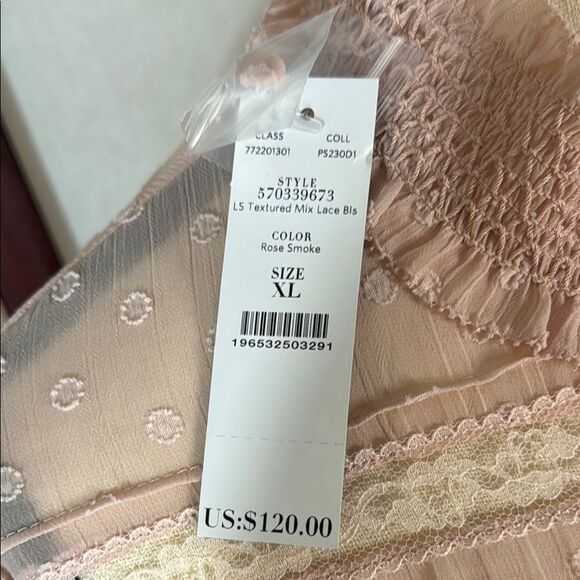 CLASS COLL
772201301 PS230D1
STYLE
570339673
LS Textured Mix Lace Bls
COLOR
Rose Smoke
SIZE
XL
196532503291
US:$120.00